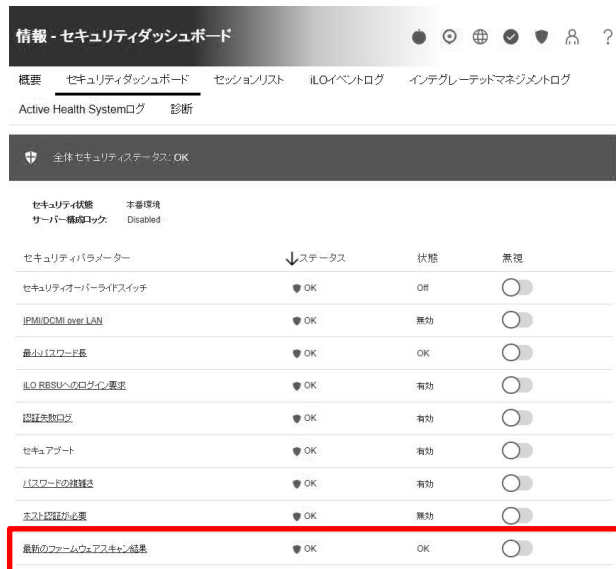 情報 - セキュリティダッシュボード
?
概要 セキュリティダッシュボード セッションリスト iLOイベントログ インテグレーテッドマネジメントログ
Active Health Systemログ 診断
全体セキュリティステータス: OK
セキュリティ状態 本番環境
サーバー構成ロック: Disabled
セキュリティパラメーター ↓ステータス 状態 無視
セキュリティオーバーライドスイッチ OK Off
IPMI/DCMI over LAN OK 無効
最小パスワード長 OK OK
iLO RBSUへのログイン要求 OK 有効
認証失敗ログ OK 有効
セキュアブート OK 有効
パスワードの複雑さ OK 有効
ホスト認証が必要 OK 無効
最新のファームウェアスキャン結果 OK OK